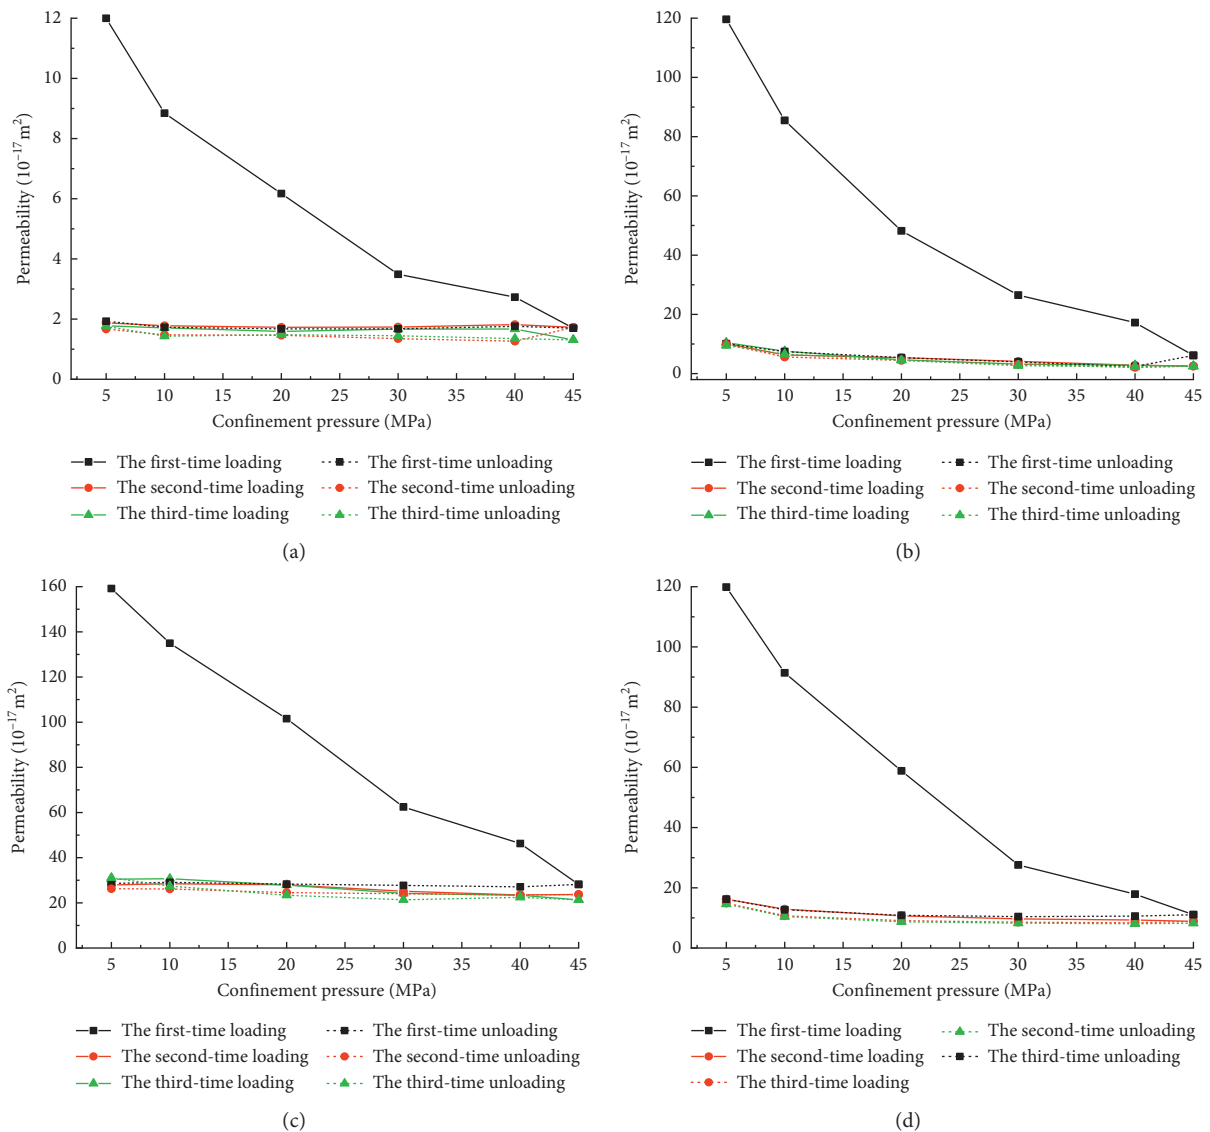 12
10
8
6
4
2
0
Permeability (10⁻¹⁷ m²)
5 10 15 20 25 30 35 40 45
Confinement pressure (MPa)
The first-time loading The first-time unloading
The second-time loading The second-time unloading
The third-time loading The third-time unloading
(a)
120
100
80
60
40
20
0
Permeability (10⁻¹⁷ m²)
5 10 15 20 25 30 35 40 45
Confinement pressure (MPa)
The first-time loading The first-time unloading
The second-time loading The second-time unloading
The third-time loading The third-time unloading
(b)
160
140
120
100
80
60
40
20
0
Permeability (10⁻¹⁷ m²)
5 10 15 20 25 30 35 40 45
Confinement pressure (MPa)
The first-time loading The first-time unloading
The second-time loading The second-time unloading
The third-time loading The third-time unloading
(c)
120
100
80
60
40
20
0
Permeability (10⁻¹⁷ m²)
5 10 15 20 25 30 35 40 45
Confinement pressure (MPa)
The first-time loading The second-time unloading
The second-time loading The third-time unloading
The third-time loading
(d)